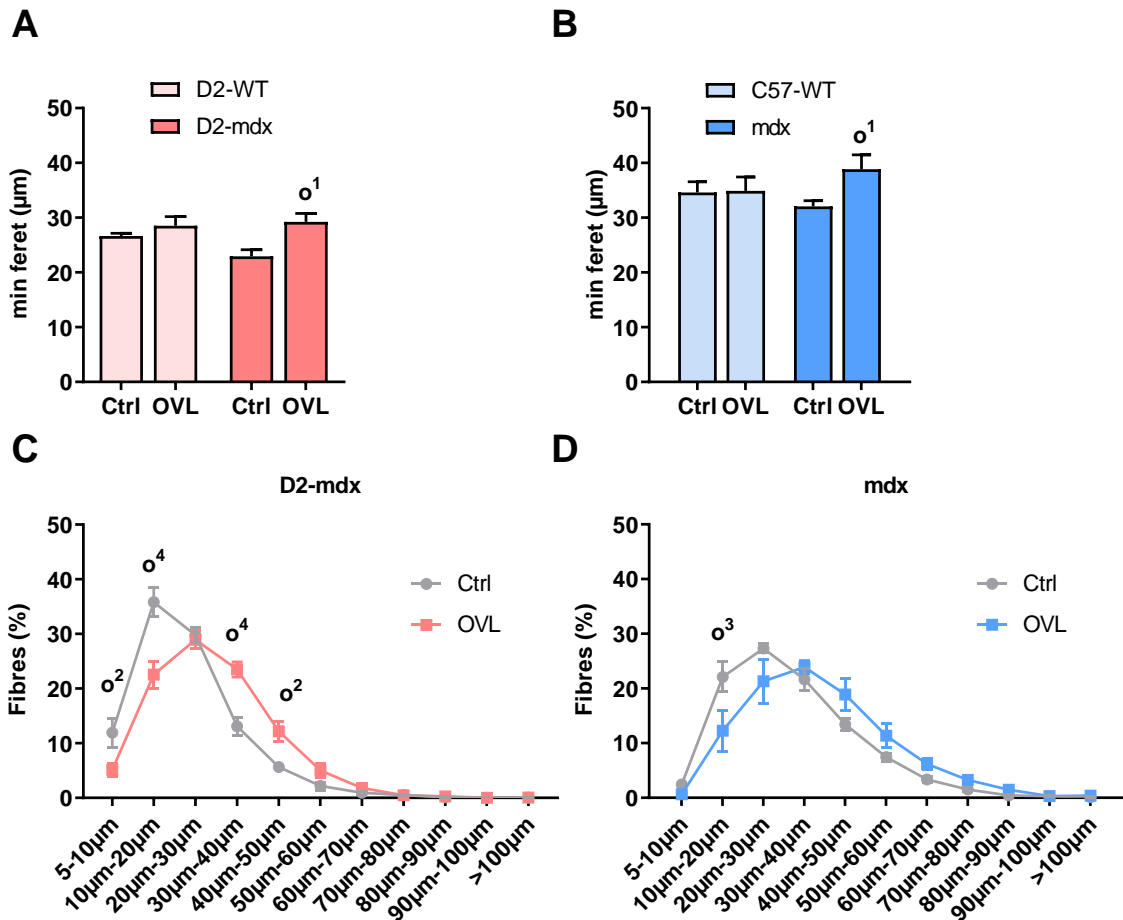 A
D2-WT
D2-mdx
min feret (µm)
50
40
30
20
10
0
o¹
Ctrl OVL Ctrl OVL
B
C57-WT
mdx
min feret (µm)
50
40
30
20
10
0
o¹
Ctrl OVL Ctrl OVL
C
D2-mdx
Fibres (%)
50
40
30
20
10
0
o²
o⁴
o⁴
o²
Ctrl
OVL
5-10µm
10µm-20µm
20µm-30µm
30µm-40µm
40µm-50µm
50µm-60µm
60µm-70µm
70µm-80µm
80µm-90µm
90µm-100µm
>100µm
D
mdx
Fibres (%)
50
40
30
20
10
0
o³
Ctrl
OVL
5-10µm
10µm-20µm
20µm-30µm
30µm-40µm
40µm-50µm
50µm-60µm
60µm-70µm
70µm-80µm
80µm-90µm
90µm-100µm
>100µm